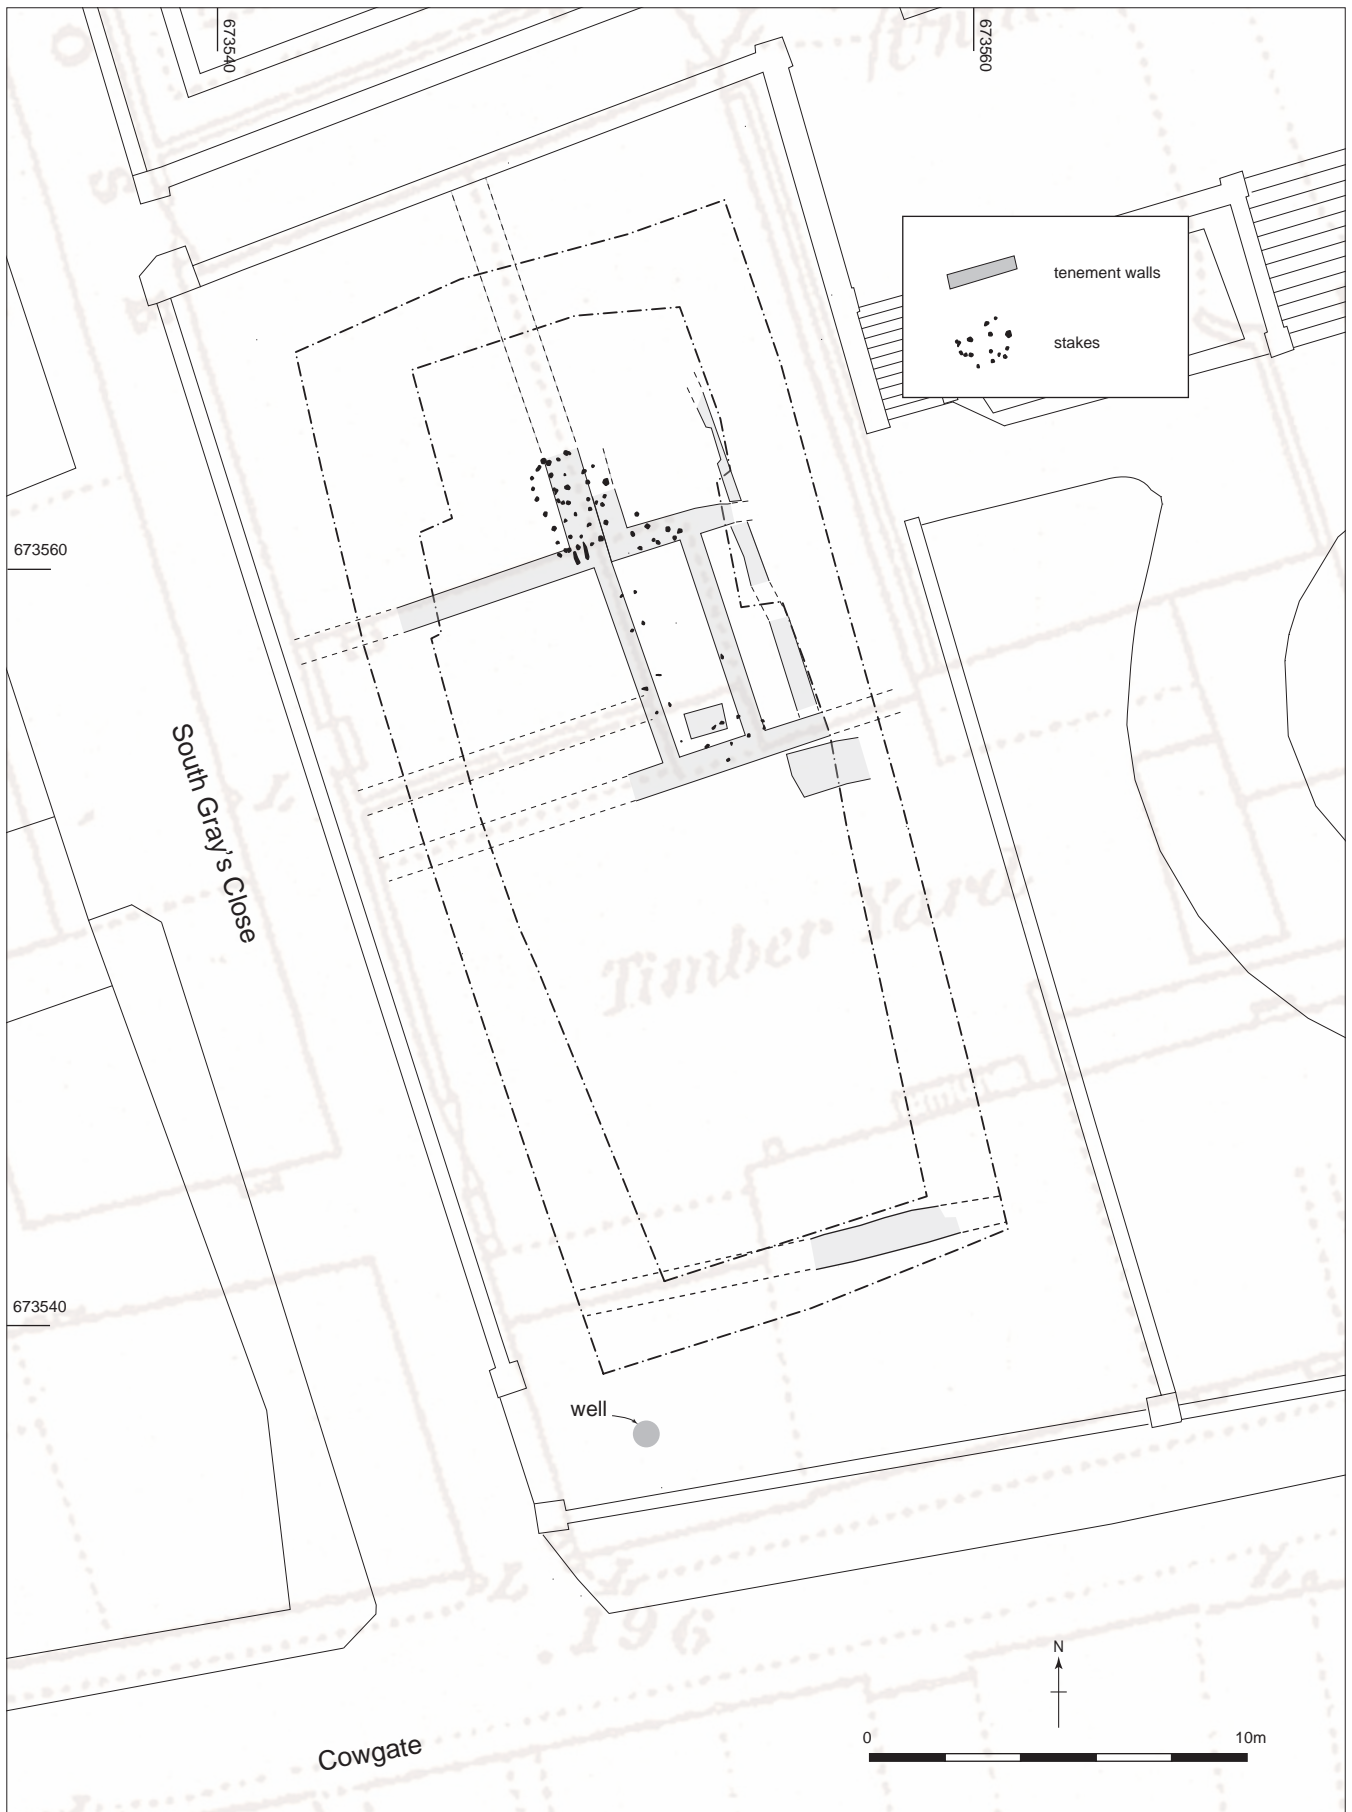 673540
673560
tenement walls
stakes
673560
South Gray's Close
Timber Yard
673540
well
196
N
0 10m
Cowgate